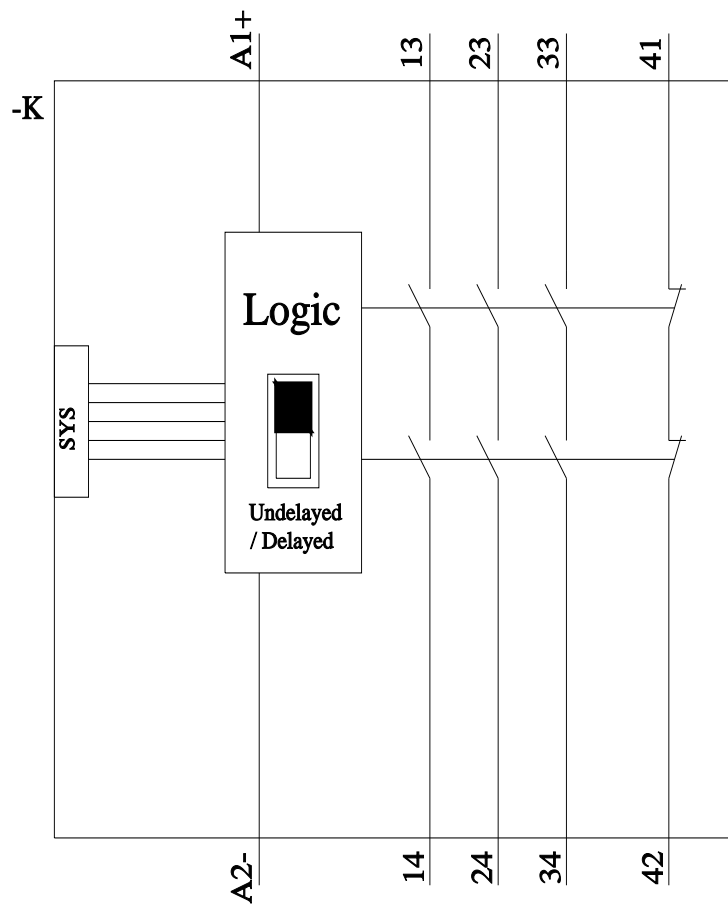 A1+
13
23
33
41
-K
Logic
SYS
Undelayed
/ Delayed
A2-
14
24
34
42